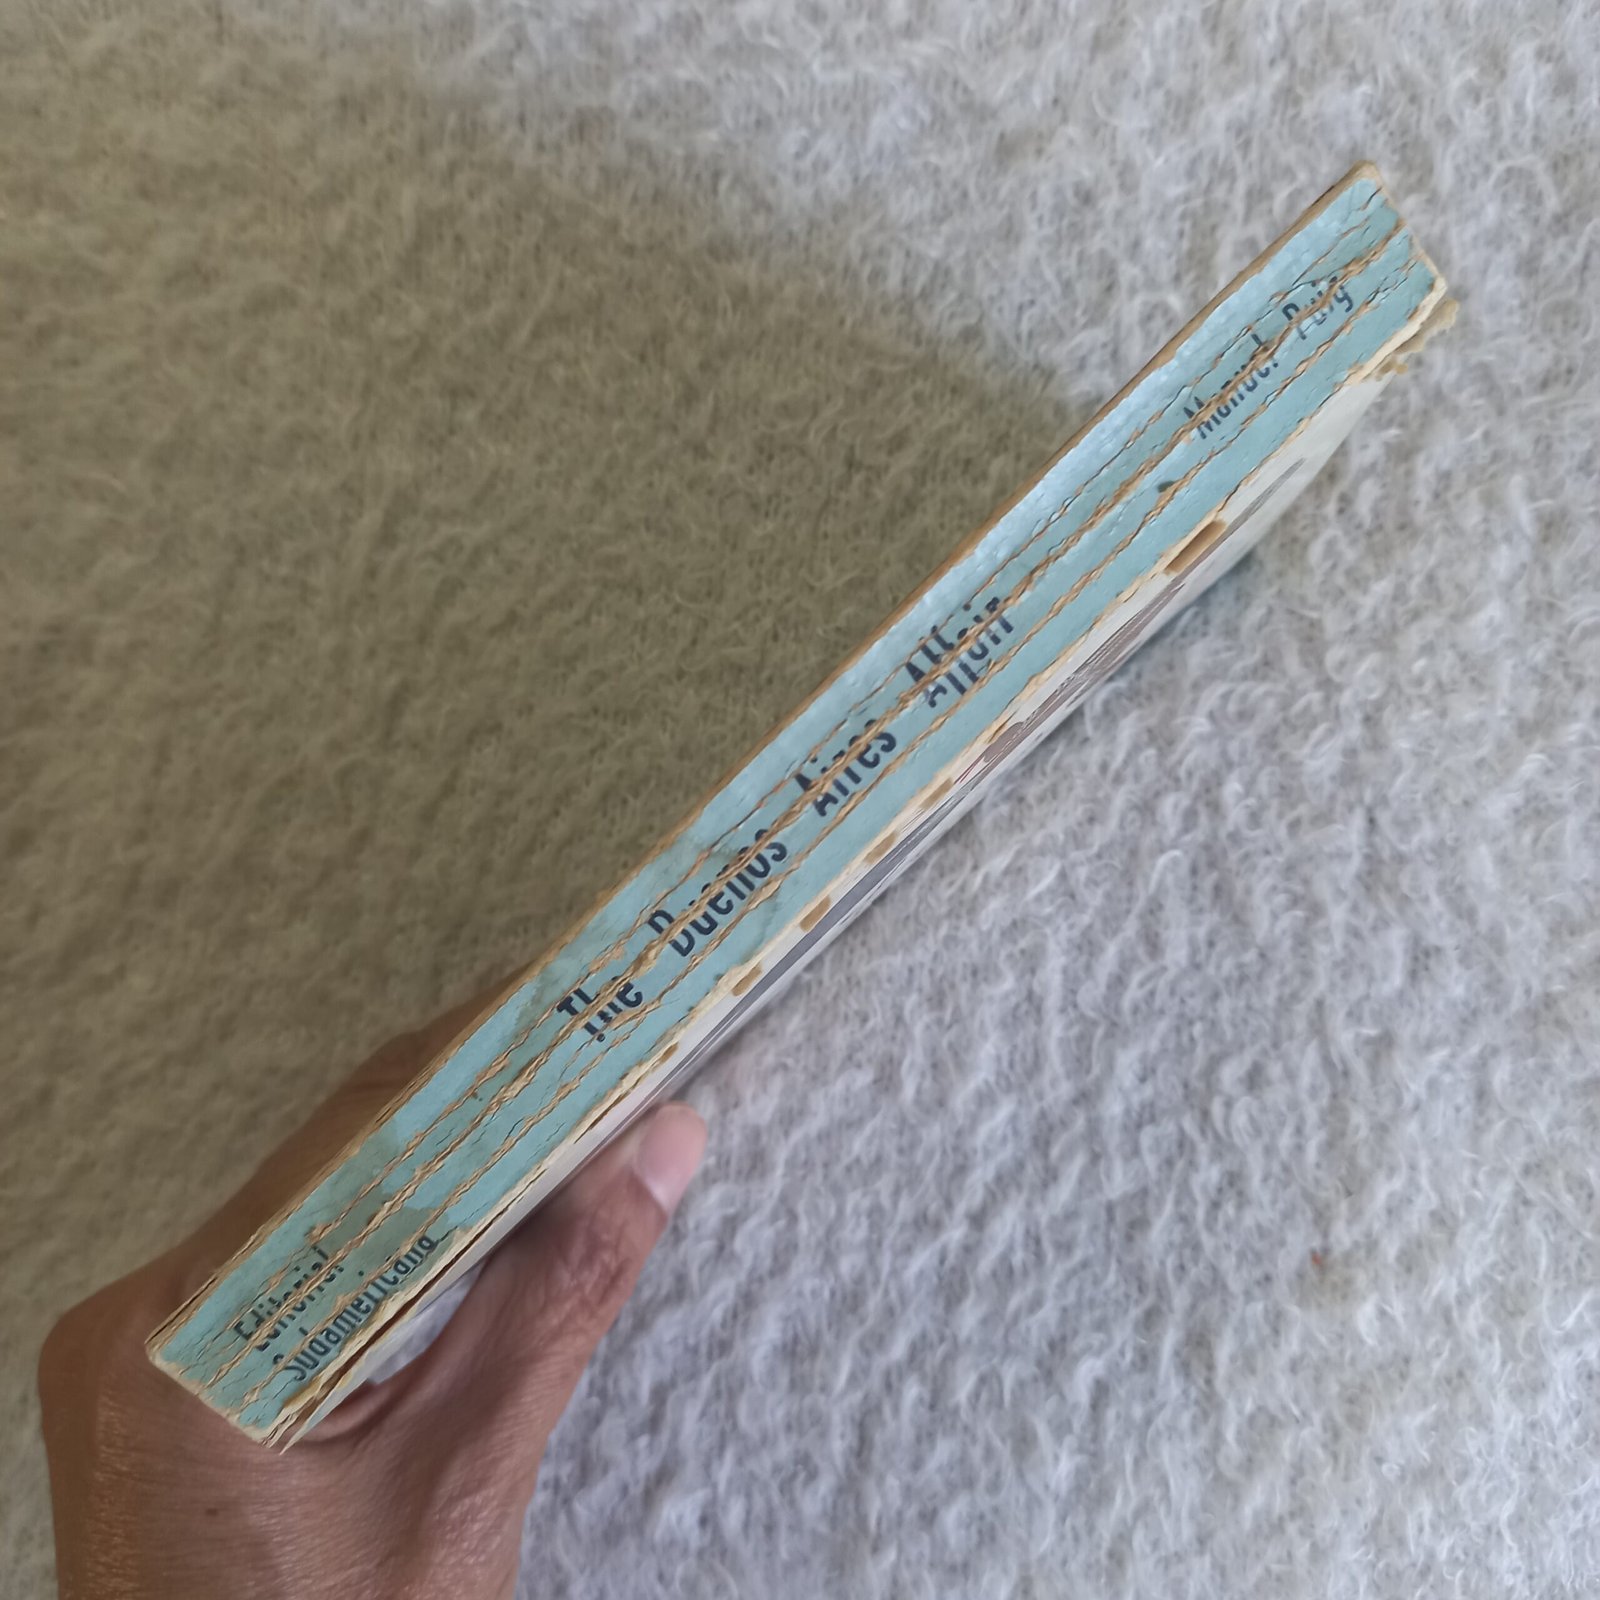 Editorial
Sudamericana
The Buenos Aires Affair
Manuel Puig